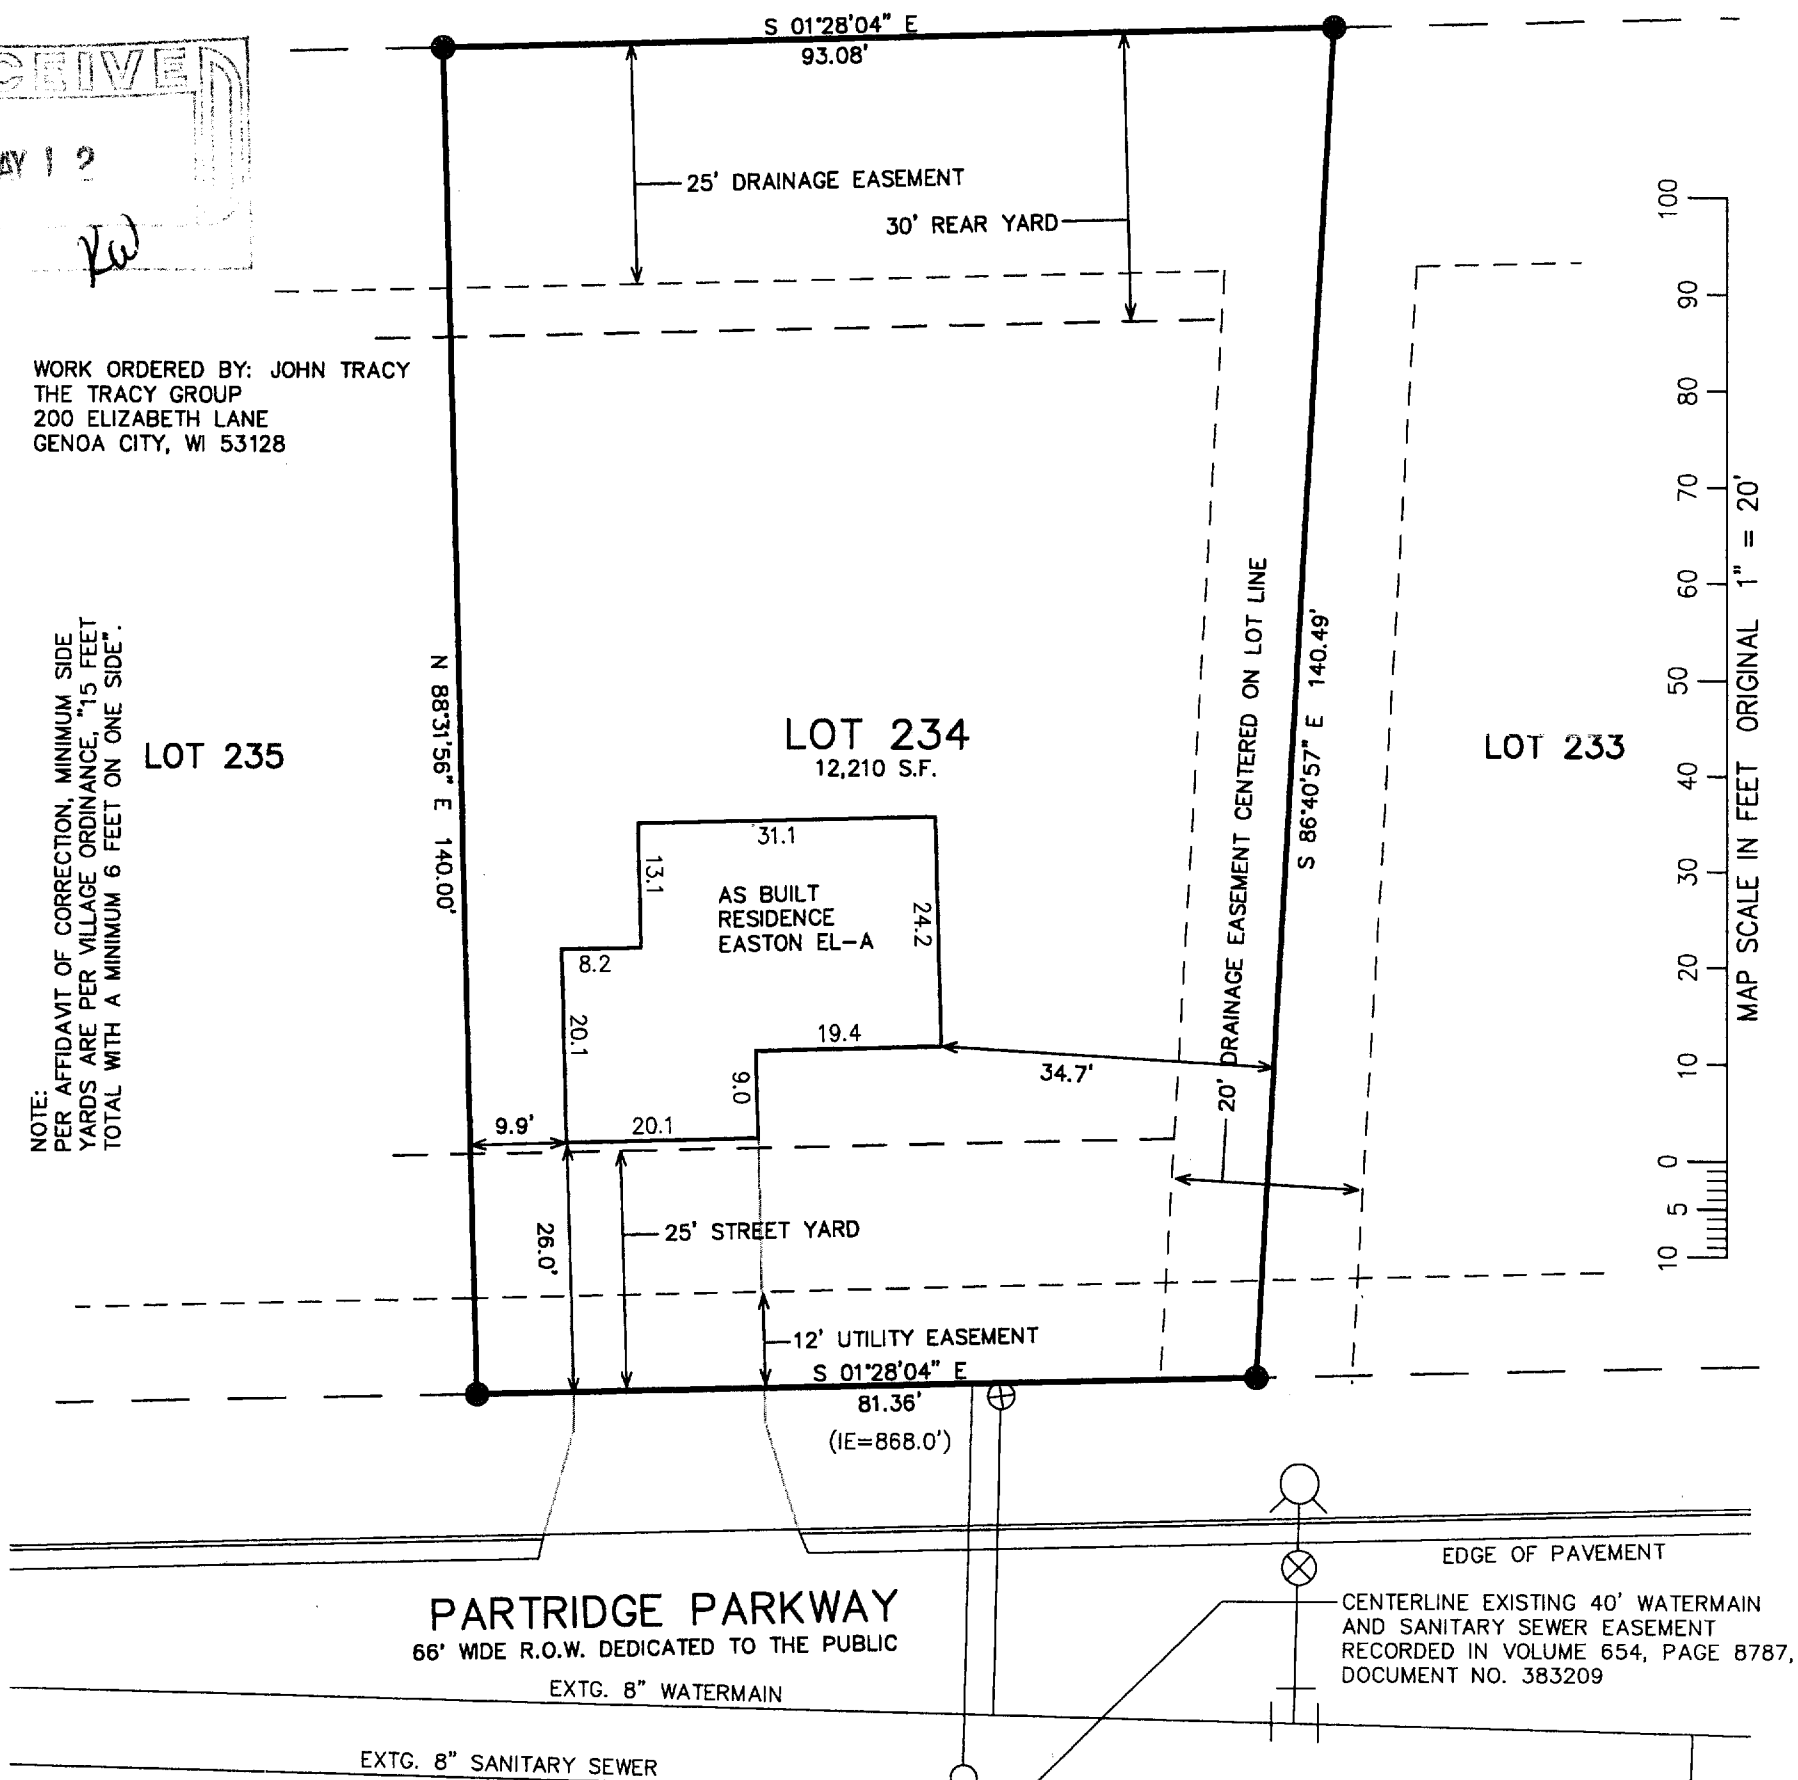 S 01°28'04" E
93.08'
CEIVE
AY 12
25' DRAINAGE EASEMENT
30' REAR YARD
WORK ORDERED BY: JOHN TRACY
THE TRACY GROUP
200 ELIZABETH LANE
GENOA CITY, WI 53128
NOTE:
PER AFFIDAVIT OF CORRECTION, MINIMUM SIDE
YARDS ARE PER VILLAGE ORDINANCE, "15 FEET
TOTAL WITH A MINIMUM 6 FEET ON ONE SIDE".
LOT 235
N 88°31'56" E 140.00'
LOT 234
12,210 S.F.
31.1
13.1
AS BUILT
RESIDENCE
EASTON EL-A
24.2
8.2
20.1
19.4
9.0
34.7'
9.9'
20.1
20' DRAINAGE EASEMENT CENTERED ON LOT LINE
S 86°40'57" E 140.49'
LOT 233
100
90
80
70
60
50
40
30
20
10
0
5
10
MAP SCALE IN FEET ORIGINAL 1" = 20'
26.0'
25' STREET YARD
12' UTILITY EASEMENT
S 01°28'04" E
81.36'
(IE=868.0')
EDGE OF PAVEMENT
PARTRIDGE PARKWAY
66' WIDE R.O.W. DEDICATED TO THE PUBLIC
CENTERLINE EXISTING 40' WATERMAIN
AND SANITARY SEWER EASEMENT
RECORDED IN VOLUME 654, PAGE 8787,
DOCUMENT NO. 383209
EXTG. 8" WATERMAIN
EXTG. 8" SANITARY SEWER